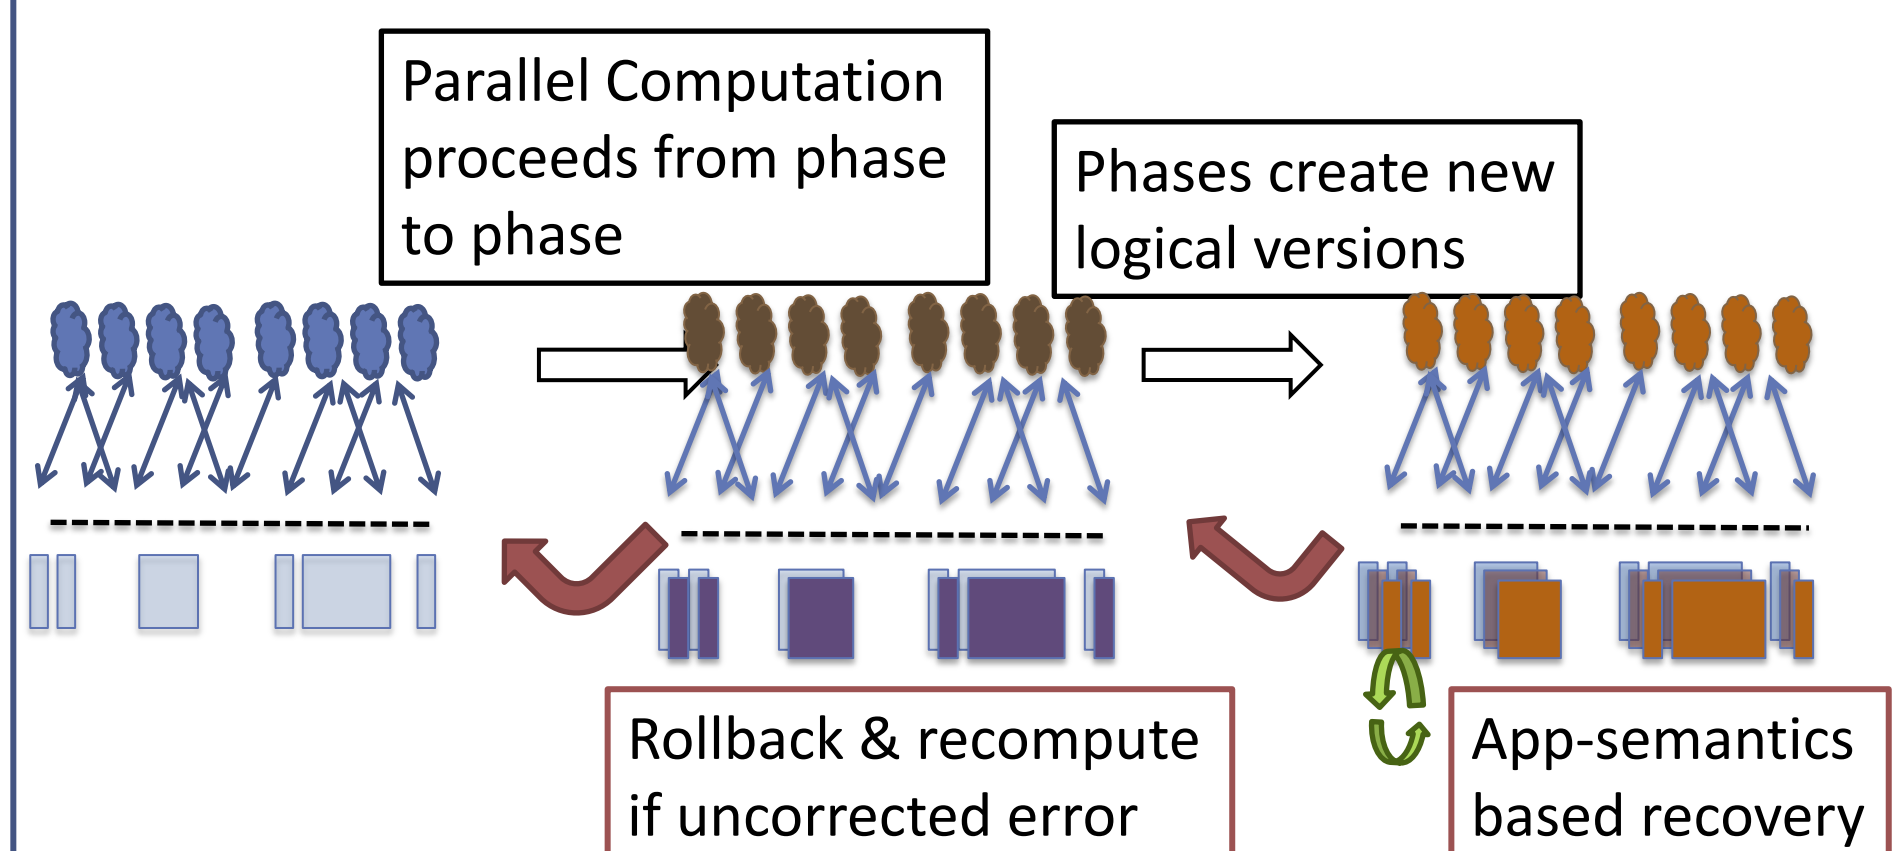 Parallel Computation
proceeds from phase
to phase
Phases create new
logical versions
Rollback & recompute
if uncorrected error
App-semantics
based recovery